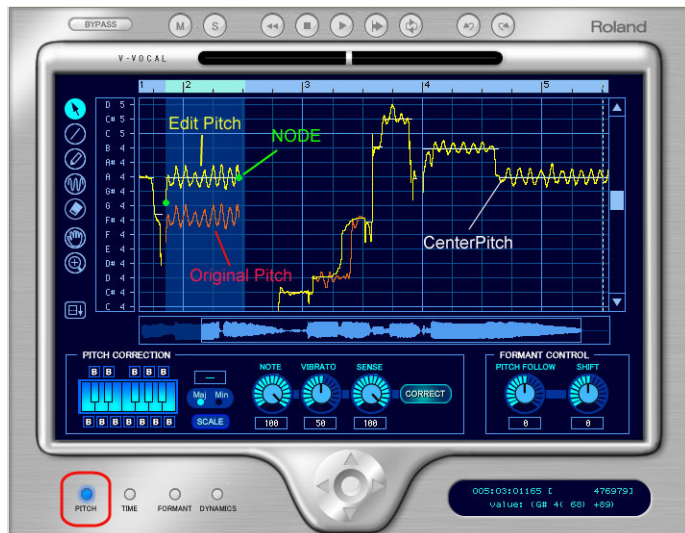 BYPASS M S Roland
V-VOCAL
1 2 3 4 5
D 5
C# 5
C 5
B 4
A# 4
A 4
G# 4
G 4
F# 4
F 4
E 4
D# 4
D 4
C# 4
C 4
Edit Pitch
NODE
CenterPitch
Original Pitch
PITCH CORRECTION
B B B B B
B B B B B B B
Maj Min
SCALE
NOTE VIBRATO SENSE
CORRECT
100 50 100
FORMANT CONTROL
PITCH FOLLOW SHIFT
0 0
PITCH TIME FORMANT DYNAMICS
005:03:01165 [ 476979]
value: (G# 4( 68) +89)